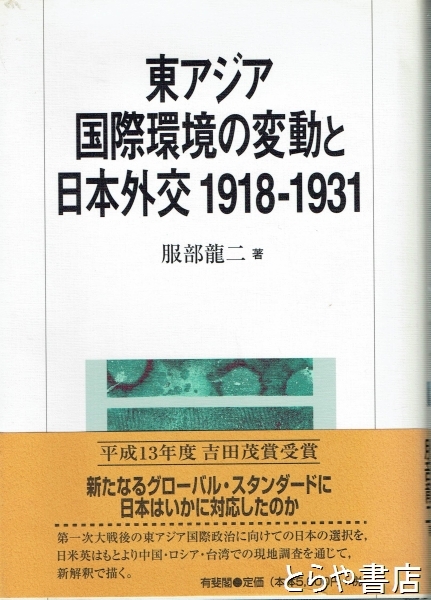 東アジア
国際環境の変動と
日本外交 1918-1931
服部龍二 著
平成13年度 吉田茂賞受賞
新たなるグローバル・スタンダードに
日本はいかに対応したのか
第一次大戦後の東アジア国際政治に向けての日本の選択を，
日米英はもとより中国・ロシア・台湾での現地調査を通じて，
新解釈で描く。
有斐閣●定価（本
とらや書店